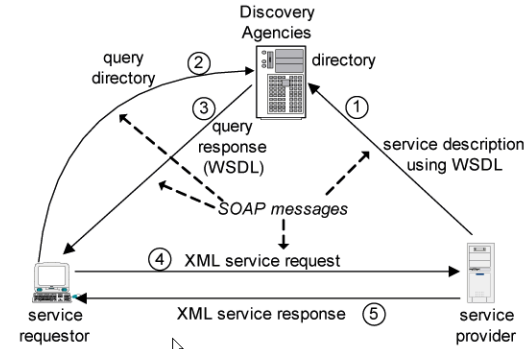 Discovery
Agencies
directory
query
directory
2
3
1
query
response
(WSDL)
service description
using WSDL
SOAP messages
4 XML service request
XML service response 5
service
requestor
service
provider